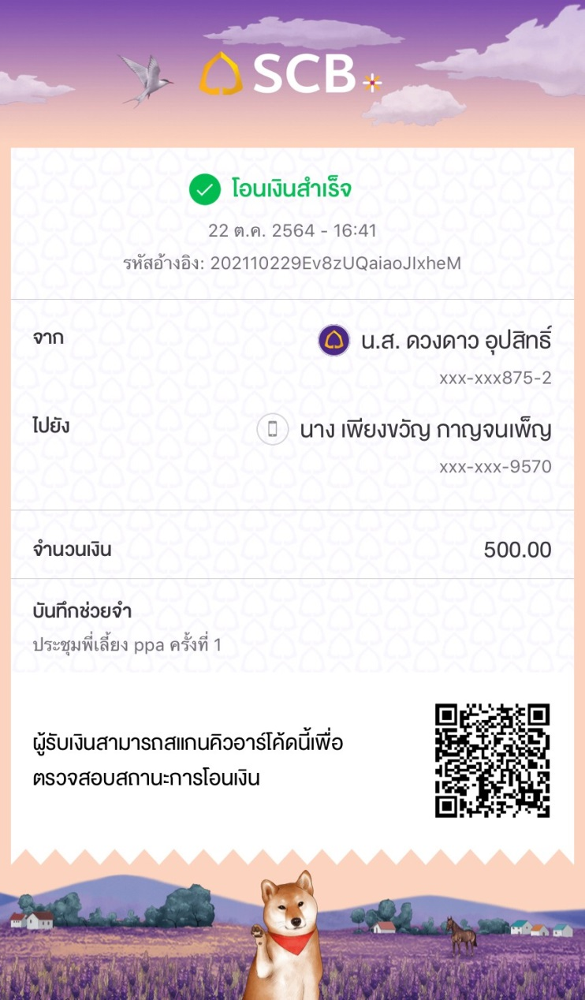 SCB
โอนเงินสำเร็จ
22 ต.ค. 2564 - 16:41
รหัสอ้างอิง: 202110229Ev8zUQaiaoJIxheM
จาก
น.ส. ดวงดาว อุปสิทธิ์
xxx-xxx875-2
ไปยัง
นาง เพียงขวัญ กาญจนเพ็ญ
xxx-xxx-9570
จำนวนเงิน 500.00
บันทึกช่วยจำ
ประชุมพี่เลี้ยง ppa ครั้งที่ 1
ผู้รับเงินสามารถสแกนคิวอาร์โค้ดนี้เพื่อ
ตรวจสอบสถานะการโอนเงิน